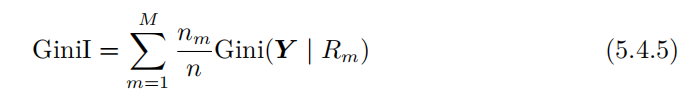 GiniI = \sum_{m=1}^{M} \frac{n_m}{n} Gini(\boldsymbol{Y} \mid R_m) (5.4.5)